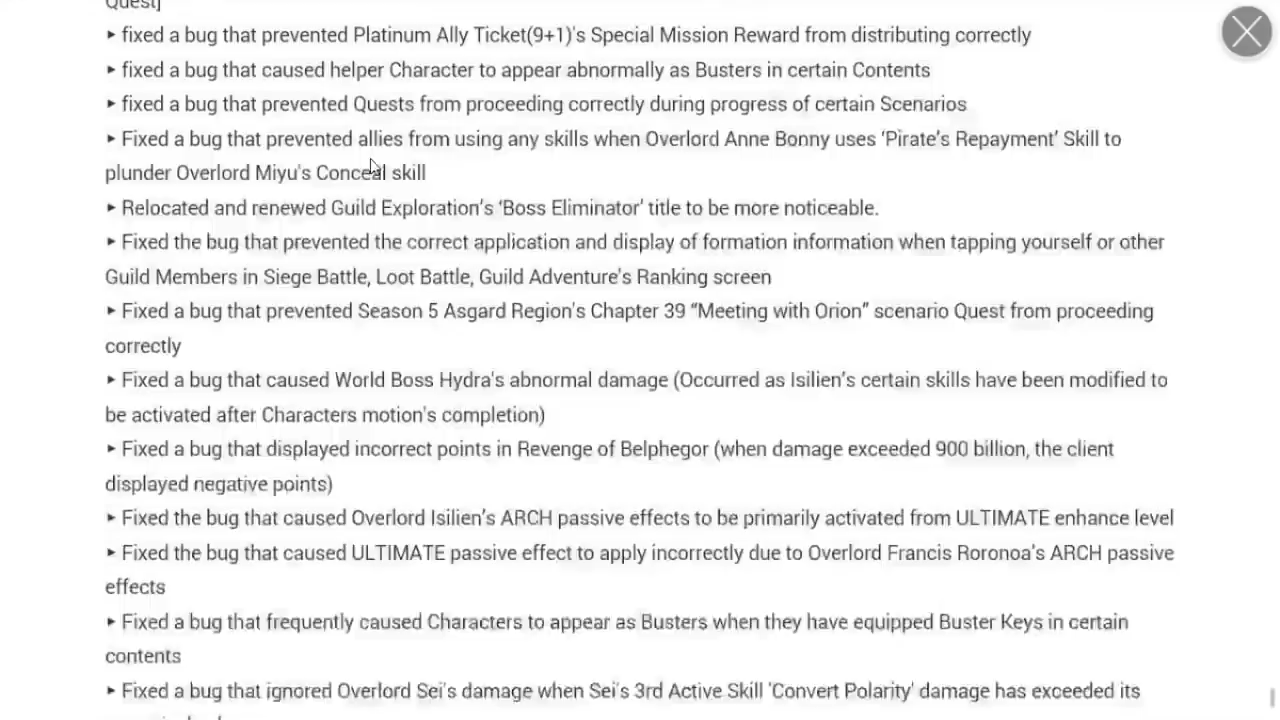 Quest]
▸ fixed a bug that prevented Platinum Ally Ticket(9+1)'s Special Mission Reward from distributing correctly
▸ fixed a bug that caused helper Character to appear abnormally as Busters in certain Contents
▸ fixed a bug that prevented Quests from proceeding correctly during progress of certain Scenarios
▸ Fixed a bug that prevented allies from using any skills when Overlord Anne Bonny uses ‘Pirate’s Repayment’ Skill to
plunder Overlord Miyu's Conceal skill
▸ Relocated and renewed Guild Exploration’s ‘Boss Eliminator’ title to be more noticeable.
▸ Fixed the bug that prevented the correct application and display of formation information when tapping yourself or other
Guild Members in Siege Battle, Loot Battle, Guild Adventure's Ranking screen
▸ Fixed a bug that prevented Season 5 Asgard Region's Chapter 39 “Meeting with Orion” scenario Quest from proceeding
correctly
▸ Fixed a bug that caused World Boss Hydra's abnormal damage (Occurred as Isilien’s certain skills have been modified to
be activated after Characters motion's completion)
▸ Fixed a bug that displayed incorrect points in Revenge of Belphegor (when damage exceeded 900 billion, the client
displayed negative points)
▸ Fixed the bug that caused Overlord Isilien’s ARCH passive effects to be primarily activated from ULTIMATE enhance level
▸ Fixed the bug that caused ULTIMATE passive effect to apply incorrectly due to Overlord Francis Roronoa’s ARCH passive
effects
▸ Fixed a bug that frequently caused Characters to appear as Busters when they have equipped Buster Keys in certain
contents
▸ Fixed a bug that ignored Overlord Sei's damage when Sei's 3rd Active Skill 'Convert Polarity' damage has exceeded its